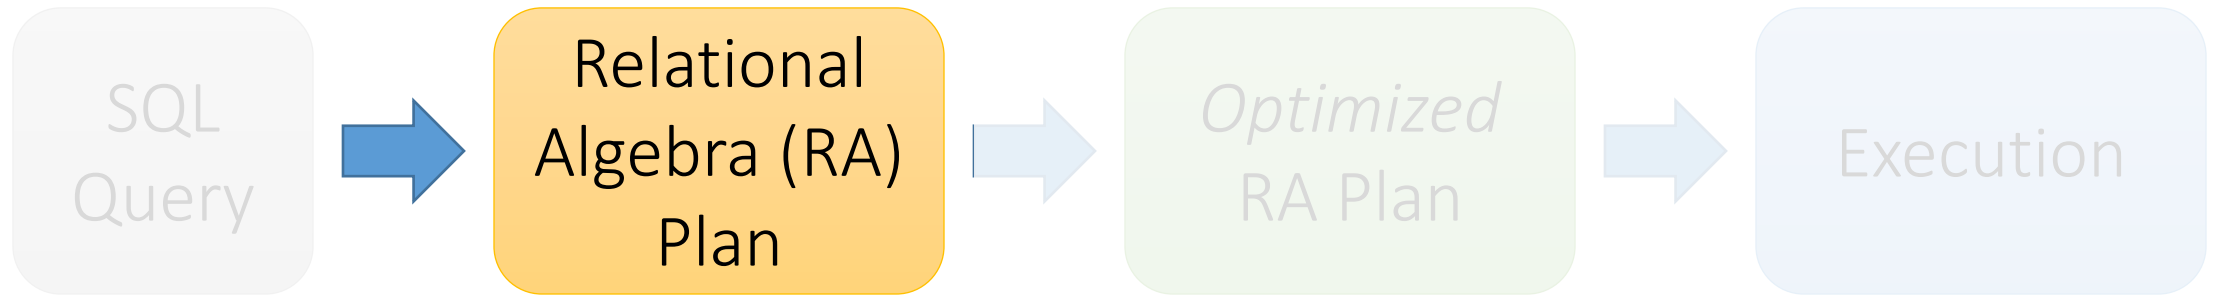 SQL
Query
Relational
Algebra (RA)
Plan
Optimized
RA Plan
Execution